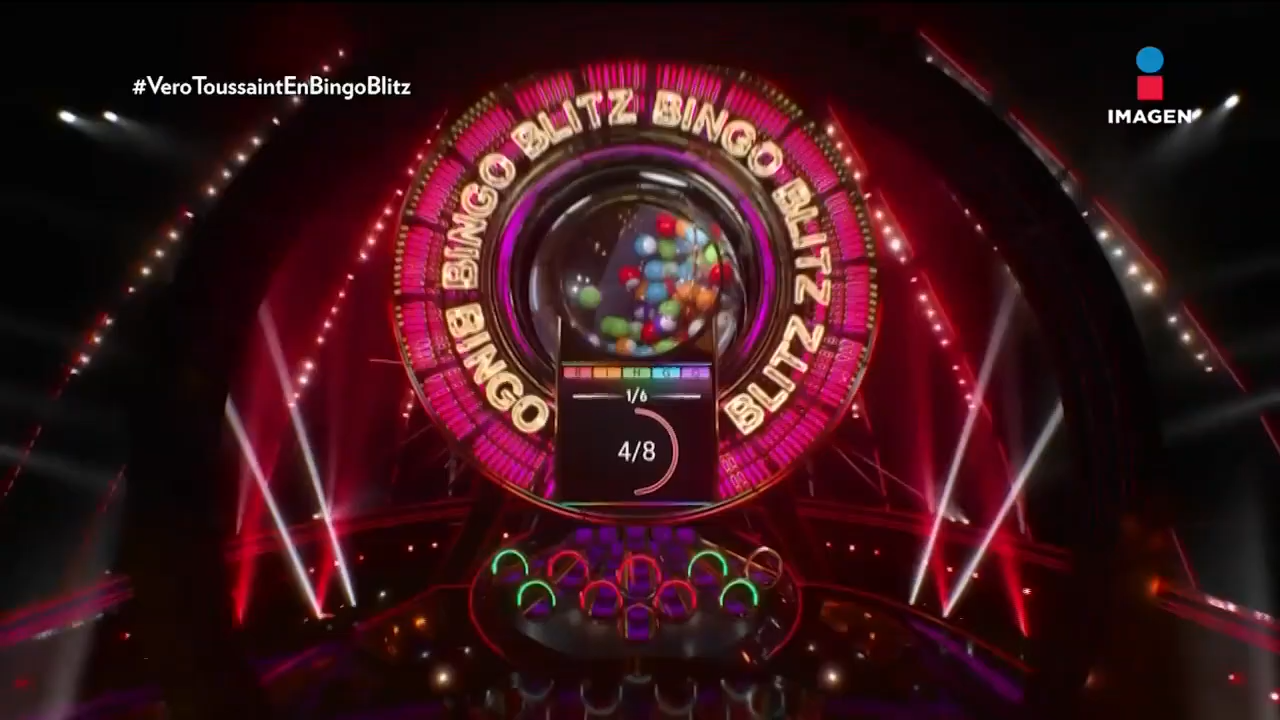 #VeroToussaintEnBingoBlitz
IMAGEN
BINGO BLITZ BINGO BLITZ BINGO BLITZ
B I N G O
1/6
4/8